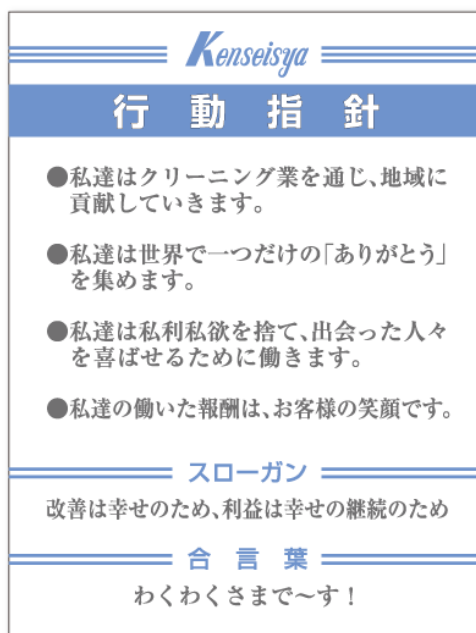 Kenseisya
行動指針
●私達はクリーニング業を通じ、地域に
貢献していきます。
●私達は世界で一つだけの「ありがとう」
を集めます。
●私達は私利私欲を捨て、出会った人々
を喜ばせるために働きます。
●私達の働いた報酬は、お客様の笑顔です。
スローガン
改善は幸せのため、利益は幸せの継続のため
合言葉
わくわくさまで〜す！